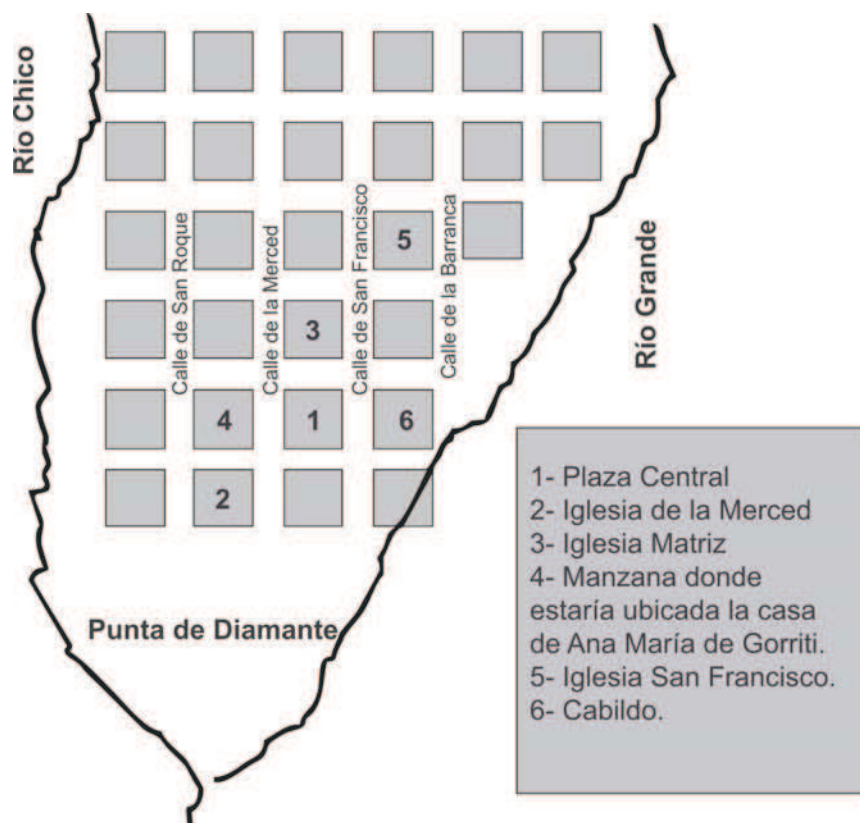 Río Chico
Río Grande
Calle de San Roque
Calle de la Merced
Calle de San Francisco
Calle de la Barranca
5
3
4
1
6
2
Punta de Diamante
1- Plaza Central
2- Iglesia de la Merced
3- Iglesia Matriz
4- Manzana donde
estaría ubicada la casa
de Ana María de Gorriti.
5- Iglesia San Francisco.
6- Cabildo.